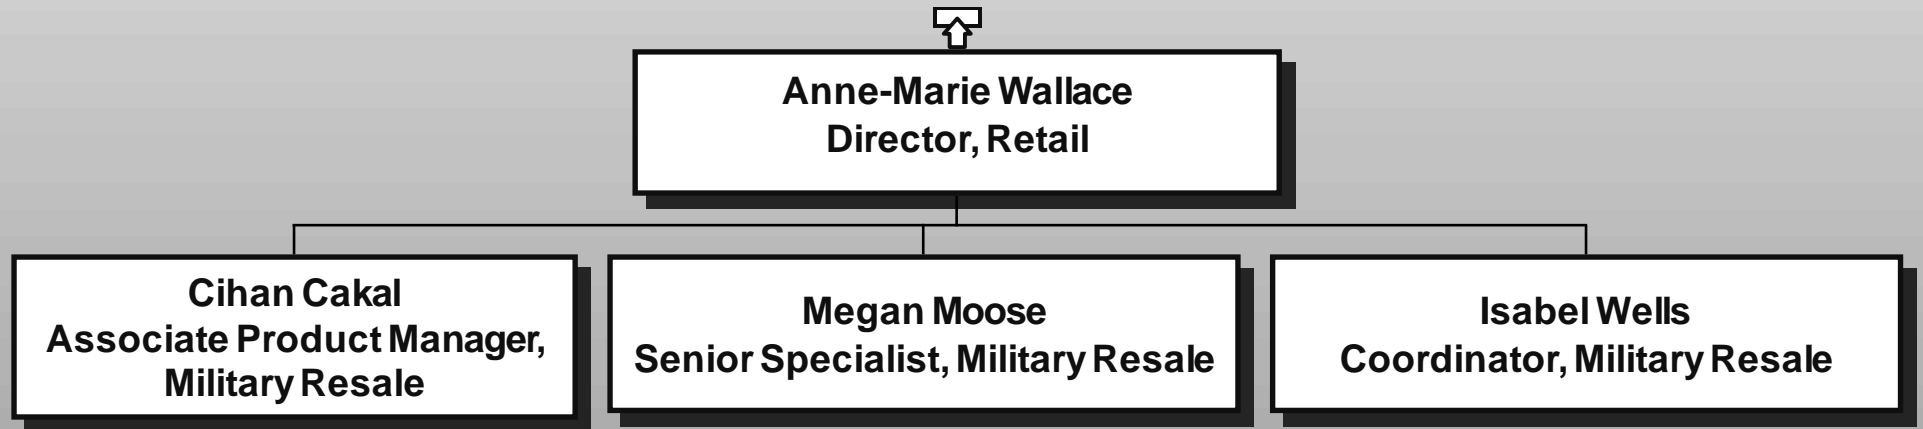 Anne-Marie Wallace
Director, Retail
Cihan Cakal
Associate Product Manager,
Military Resale
Megan Moose
Senior Specialist, Military Resale
Isabel Wells
Coordinator, Military Resale